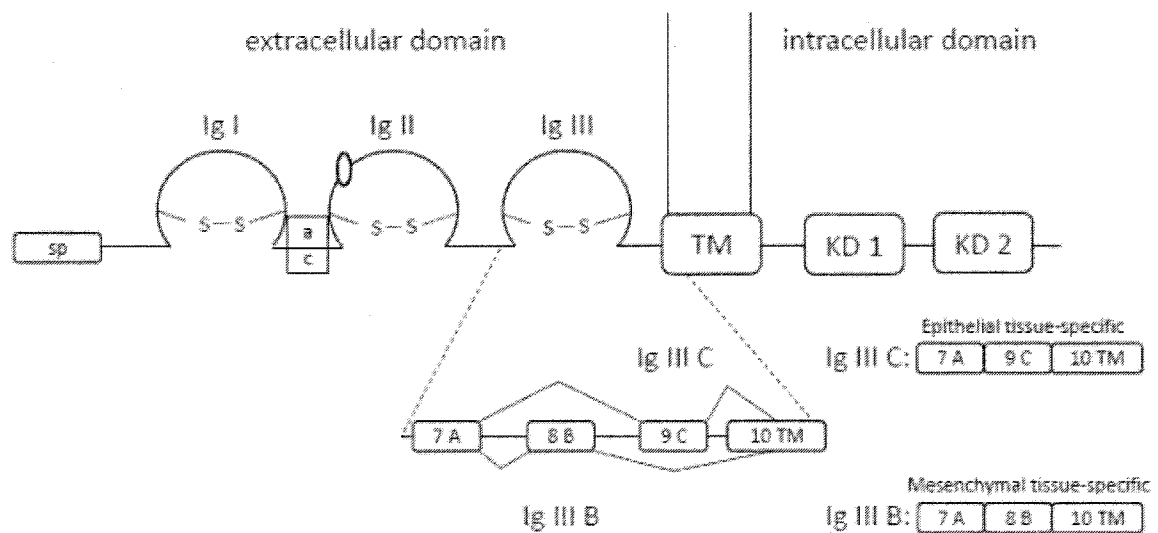 extracellular domain
intracellular domain
Ig I
Ig II
Ig III
S-S
S-S
S-S
sp
a
c
TM
KD 1
KD 2
Epithelial tissue-specific
Ig III C
Ig III C: 7 A 9 C 10 TM
7 A 8 B 9 C 10 TM
Mesenchymal tissue-specific
Ig III B
Ig III B: 7 A 8 B 10 TM